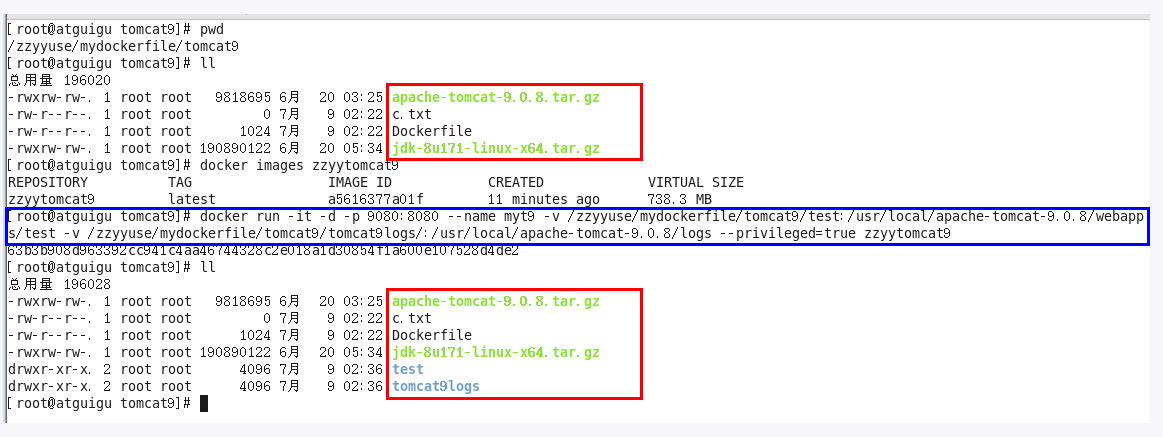 [root@atguigu tomcat9]# pwd
/zzyyuse/mydockerfile/tomcat9
[root@atguigu tomcat9]# ll
总用量 196020
-rwxrw-rw-. 1 root root 9818695 6月 20 03:25 apache-tomcat-9.0.8.tar.gz
-rw-r--r--. 1 root root 0 7月 9 02:22 c.txt
-rw-r--r--. 1 root root 1024 7月 9 02:22 Dockerfile
-rwxrw-rw-. 1 root root 190890122 6月 20 05:34 jdk-8u171-linux-x64.tar.gz
[root@atguigu tomcat9]# docker images zzyytomcat9
REPOSITORY TAG IMAGE ID CREATED VIRTUAL SIZE
zzyytomcat9 latest a5616377a01f 11 minutes ago 738.3 MB
[root@atguigu tomcat9]# docker run -it -d -p 9080:8080 --name myt9 -v /zzyyuse/mydockerfile/tomcat9/test:/usr/local/apache-tomcat-9.0.8/webapp
s/test -v /zzyyuse/mydockerfile/tomcat9/tomcat9logs/:/usr/local/apache-tomcat-9.0.8/logs --privileged=true zzyytomcat9
63b3b908d963392cc941c4aa46744328c2e018a1d30854f1a600e107528d4de2
[root@atguigu tomcat9]# ll
总用量 196028
-rwxrw-rw-. 1 root root 9818695 6月 20 03:25 apache-tomcat-9.0.8.tar.gz
-rw-r--r--. 1 root root 0 7月 9 02:22 c.txt
-rw-r--r--. 1 root root 1024 7月 9 02:22 Dockerfile
-rwxrw-rw-. 1 root root 190890122 6月 20 05:34 jdk-8u171-linux-x64.tar.gz
drwxr-xr-x. 2 root root 4096 7月 9 02:36 test
drwxr-xr-x. 2 root root 4096 7月 9 02:36 tomcat9logs
[root@atguigu tomcat9]#